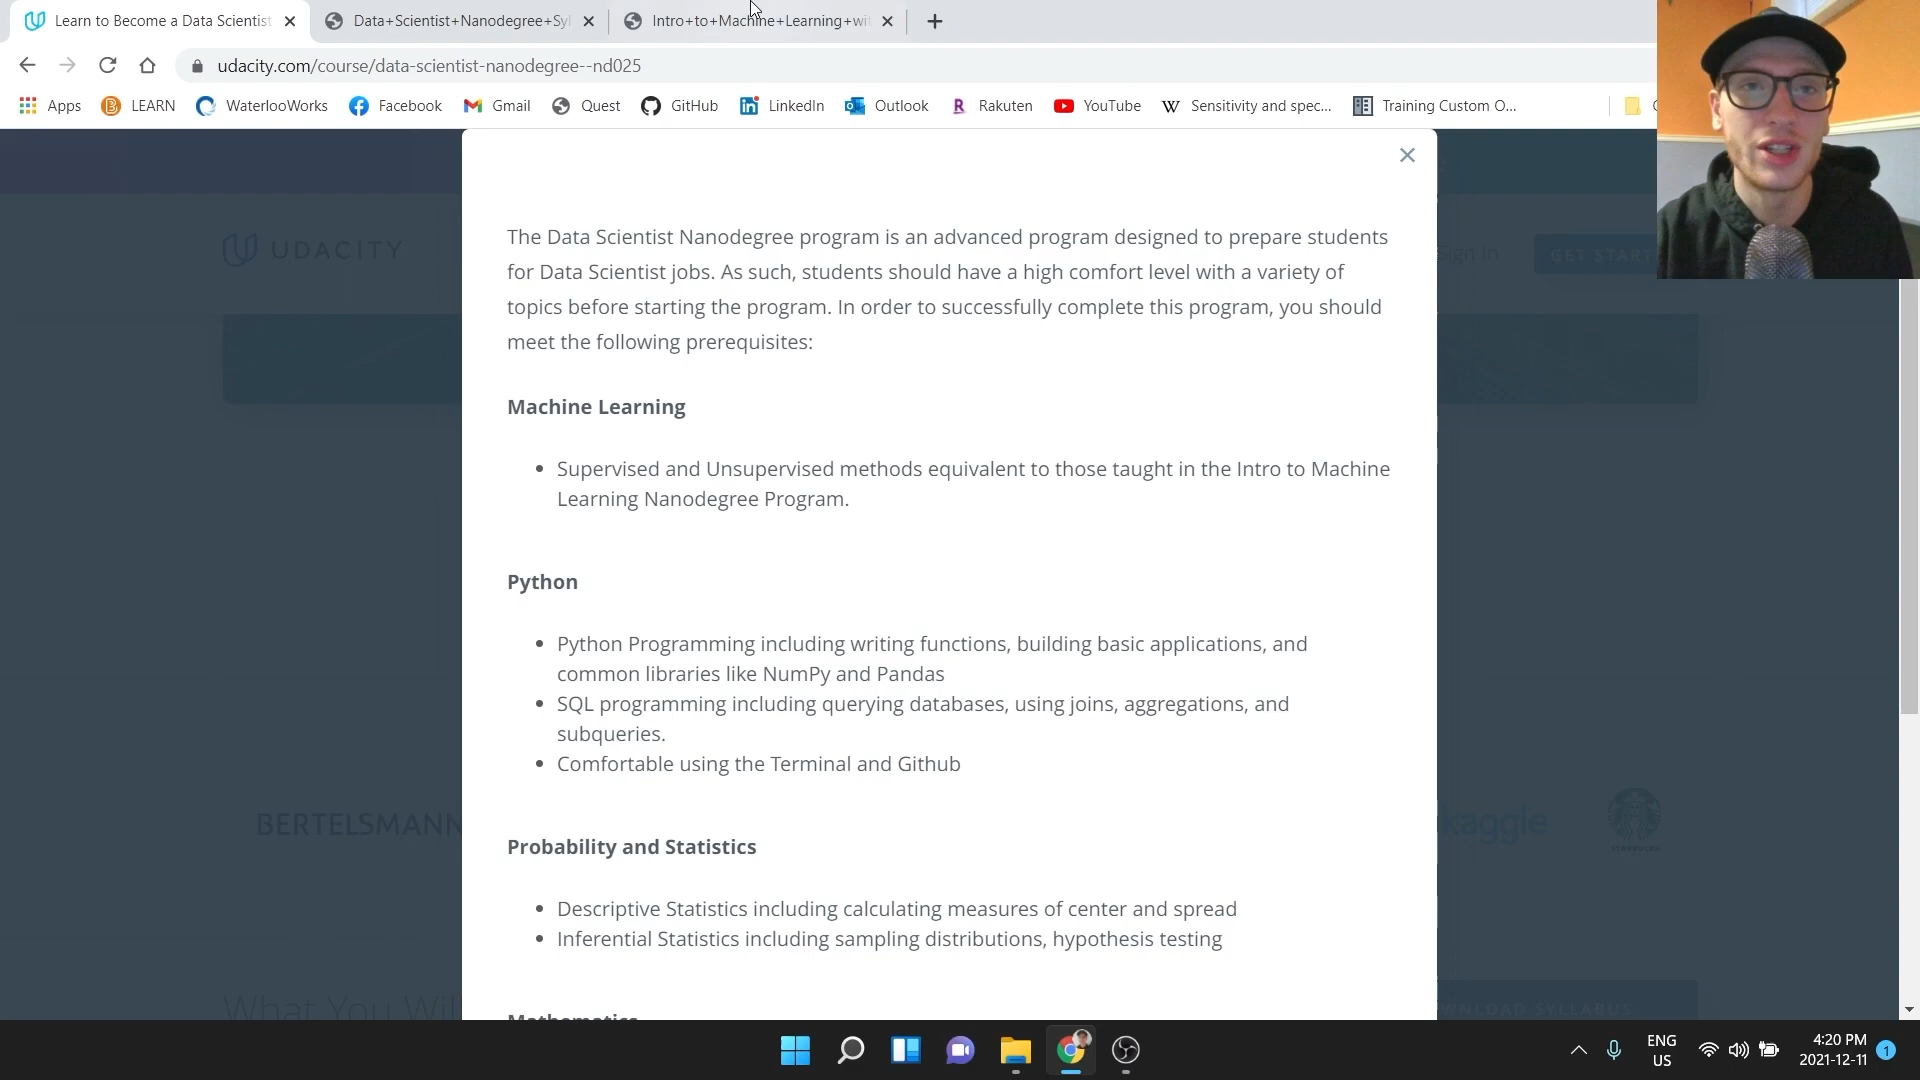 Learn to Become a Data Scientist
Data+Scientist+Nanodegree+Sy
Intro+to+Machine+Learning+wi
udacity.com/course/data-scientist-nanodegree--nd025
Apps LEARN WaterlooWorks Facebook Gmail Quest GitHub LinkedIn Outlook Rakuten YouTube Sensitivity and spec... Training Custom O...
UDACITY
Sign In
GET START
The Data Scientist Nanodegree program is an advanced program designed to prepare students
for Data Scientist jobs. As such, students should have a high comfort level with a variety of
topics before starting the program. In order to successfully complete this program, you should
meet the following prerequisites:
Machine Learning
• Supervised and Unsupervised methods equivalent to those taught in the Intro to Machine
Learning Nanodegree Program.
Python
• Python Programming including writing functions, building basic applications, and
common libraries like NumPy and Pandas
• SQL programming including querying databases, using joins, aggregations, and
subqueries.
• Comfortable using the Terminal and Github
BERTELSMANN
kaggle
Probability and Statistics
• Descriptive Statistics including calculating measures of center and spread
• Inferential Statistics including sampling distributions, hypothesis testing
What You Wil
WNLOAD SYLLABUS
Mathematics
ENG
US
4:20 PM
2021-12-11
1